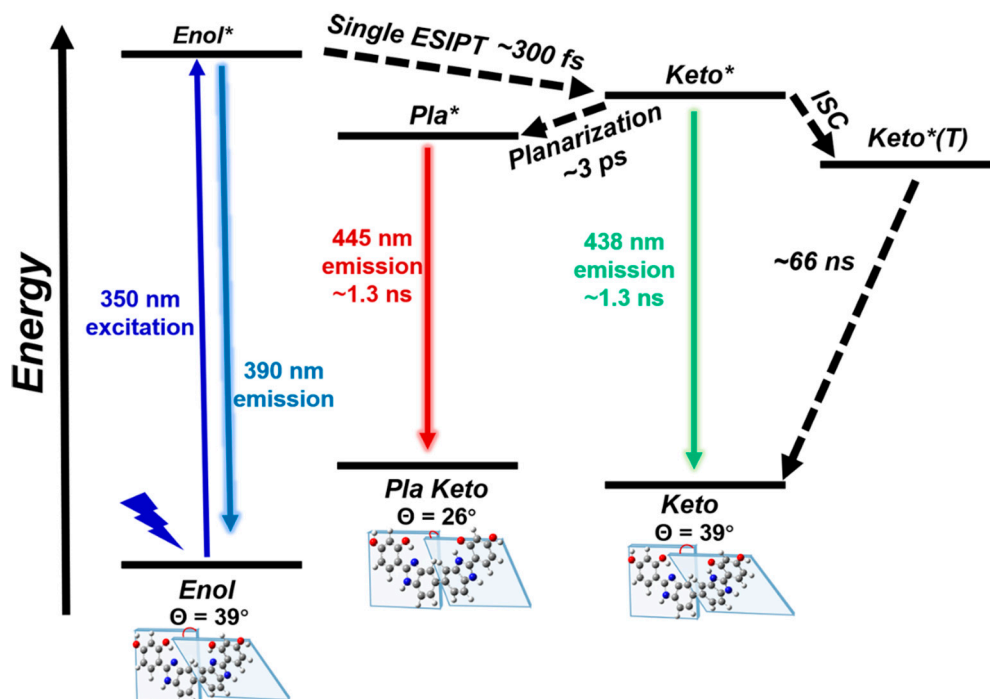 Energy
Enol*
Single ESIPT ~300 fs
Keto*
ISC
Keto*(T)
Pla*
Planarization
~3 ps
350 nm
excitation
390 nm
emission
445 nm
emission
~1.3 ns
438 nm
emission
~1.3 ns
~66 ns
Enol
Θ = 39°
Pla Keto
Θ = 26°
Keto
Θ = 39°